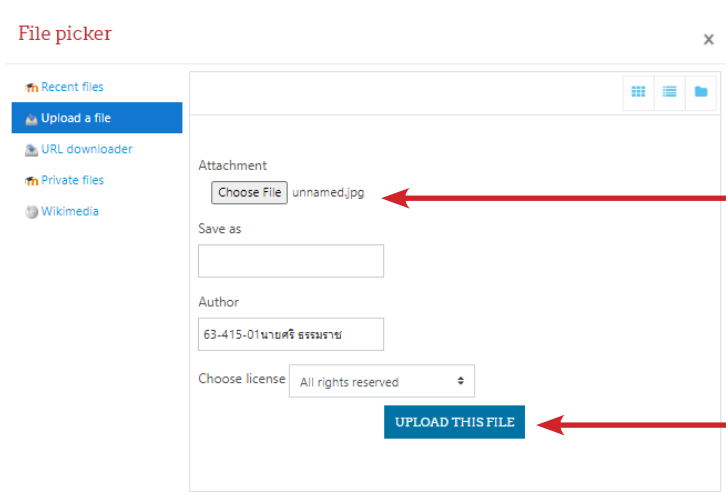 File picker
×
Recent files
Upload a file
URL downloader
Private files
Wikimedia
Attachment
Choose File unnamed.jpg
Save as
Author
63-415-01นายศรี ธรรมราช
Choose license All rights reserved
UPLOAD THIS FILE